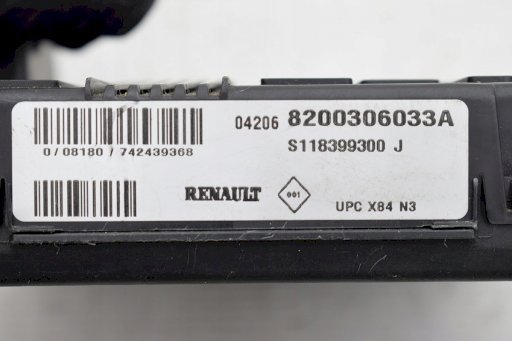 04206 8200306033A
S118399300 J
0/08180/742439368
RENAULT 001 UPC X84 N3